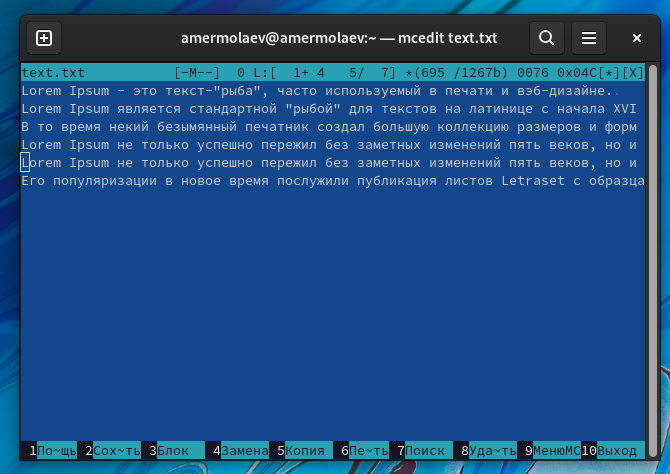 amermolaev@amermolaev:~ — mcedit text.txt
text.txt [-M--] 0 L:[ 1+ 4 5/ 7] *(695 /1267b) 0076 0x04C[*][X]
Lorem Ipsum - это текст-"рыба", часто используемый в печати и вэб-дизайне..
Lorem Ipsum является стандартной "рыбой" для текстов на латинице с начала XVI
В то время некий безымянный печатник создал большую коллекцию размеров и форм
Lorem Ipsum не только успешно пережил без заметных изменений пять веков, но и
Lorem Ipsum не только успешно пережил без заметных изменений пять веков, но и
Его популяризации в новое время послужили публикация листов Letraset с образца
1По~щь 2Сох~ть 3Блок 4Замена 5Копия 6Пе~ть 7Поиск 8Уда~ть 9МенюMC 10Выход